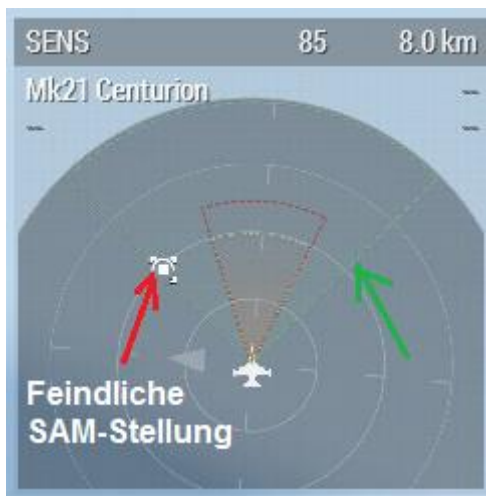 SENS 85 8.0 km
Mk21 Centurion
Feindliche
SAM-Stellung